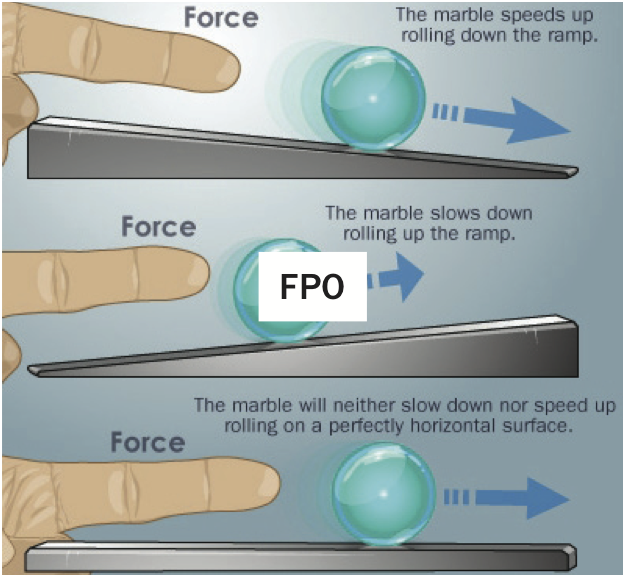 Force
The marble speeds up
rolling down the ramp.
Force
The marble slows down
rolling up the ramp.
FPO
The marble will neither slow down nor speed up
rolling on a perfectly horizontal surface.
Force